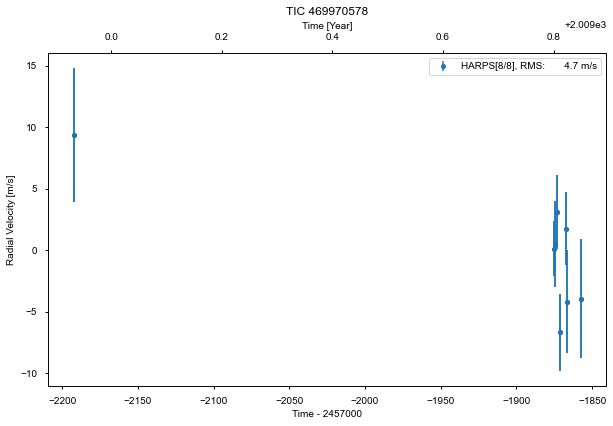 TIC 469970578
Time [Year]
+2.009e3
0.0 0.2 0.4 0.6 0.8
HARPS[8/8], RMS: 4.7 m/s
15
10
5
0
−5
−10
Radial Velocity [m/s]
−2200 −2150 −2100 −2050 −2000 −1950 −1900 −1850
Time - 2457000